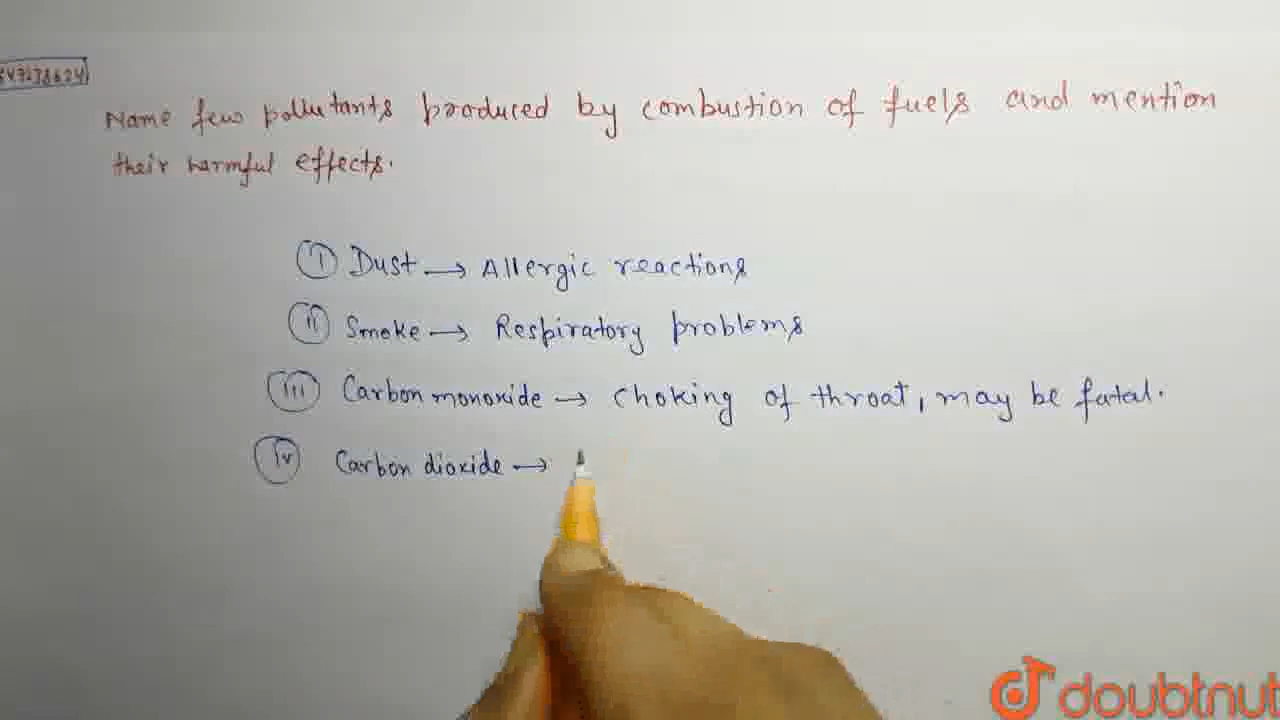 Name few pollutants produced by combustion of fuels and mention
their harmful effects.
(i) Dust → Allergic reactions
(ii) Smoke → Respiratory problems
(iii) Carbon monoxide → choking of throat, may be fatal.
(iv) Carbon dioxide →
doubtnut